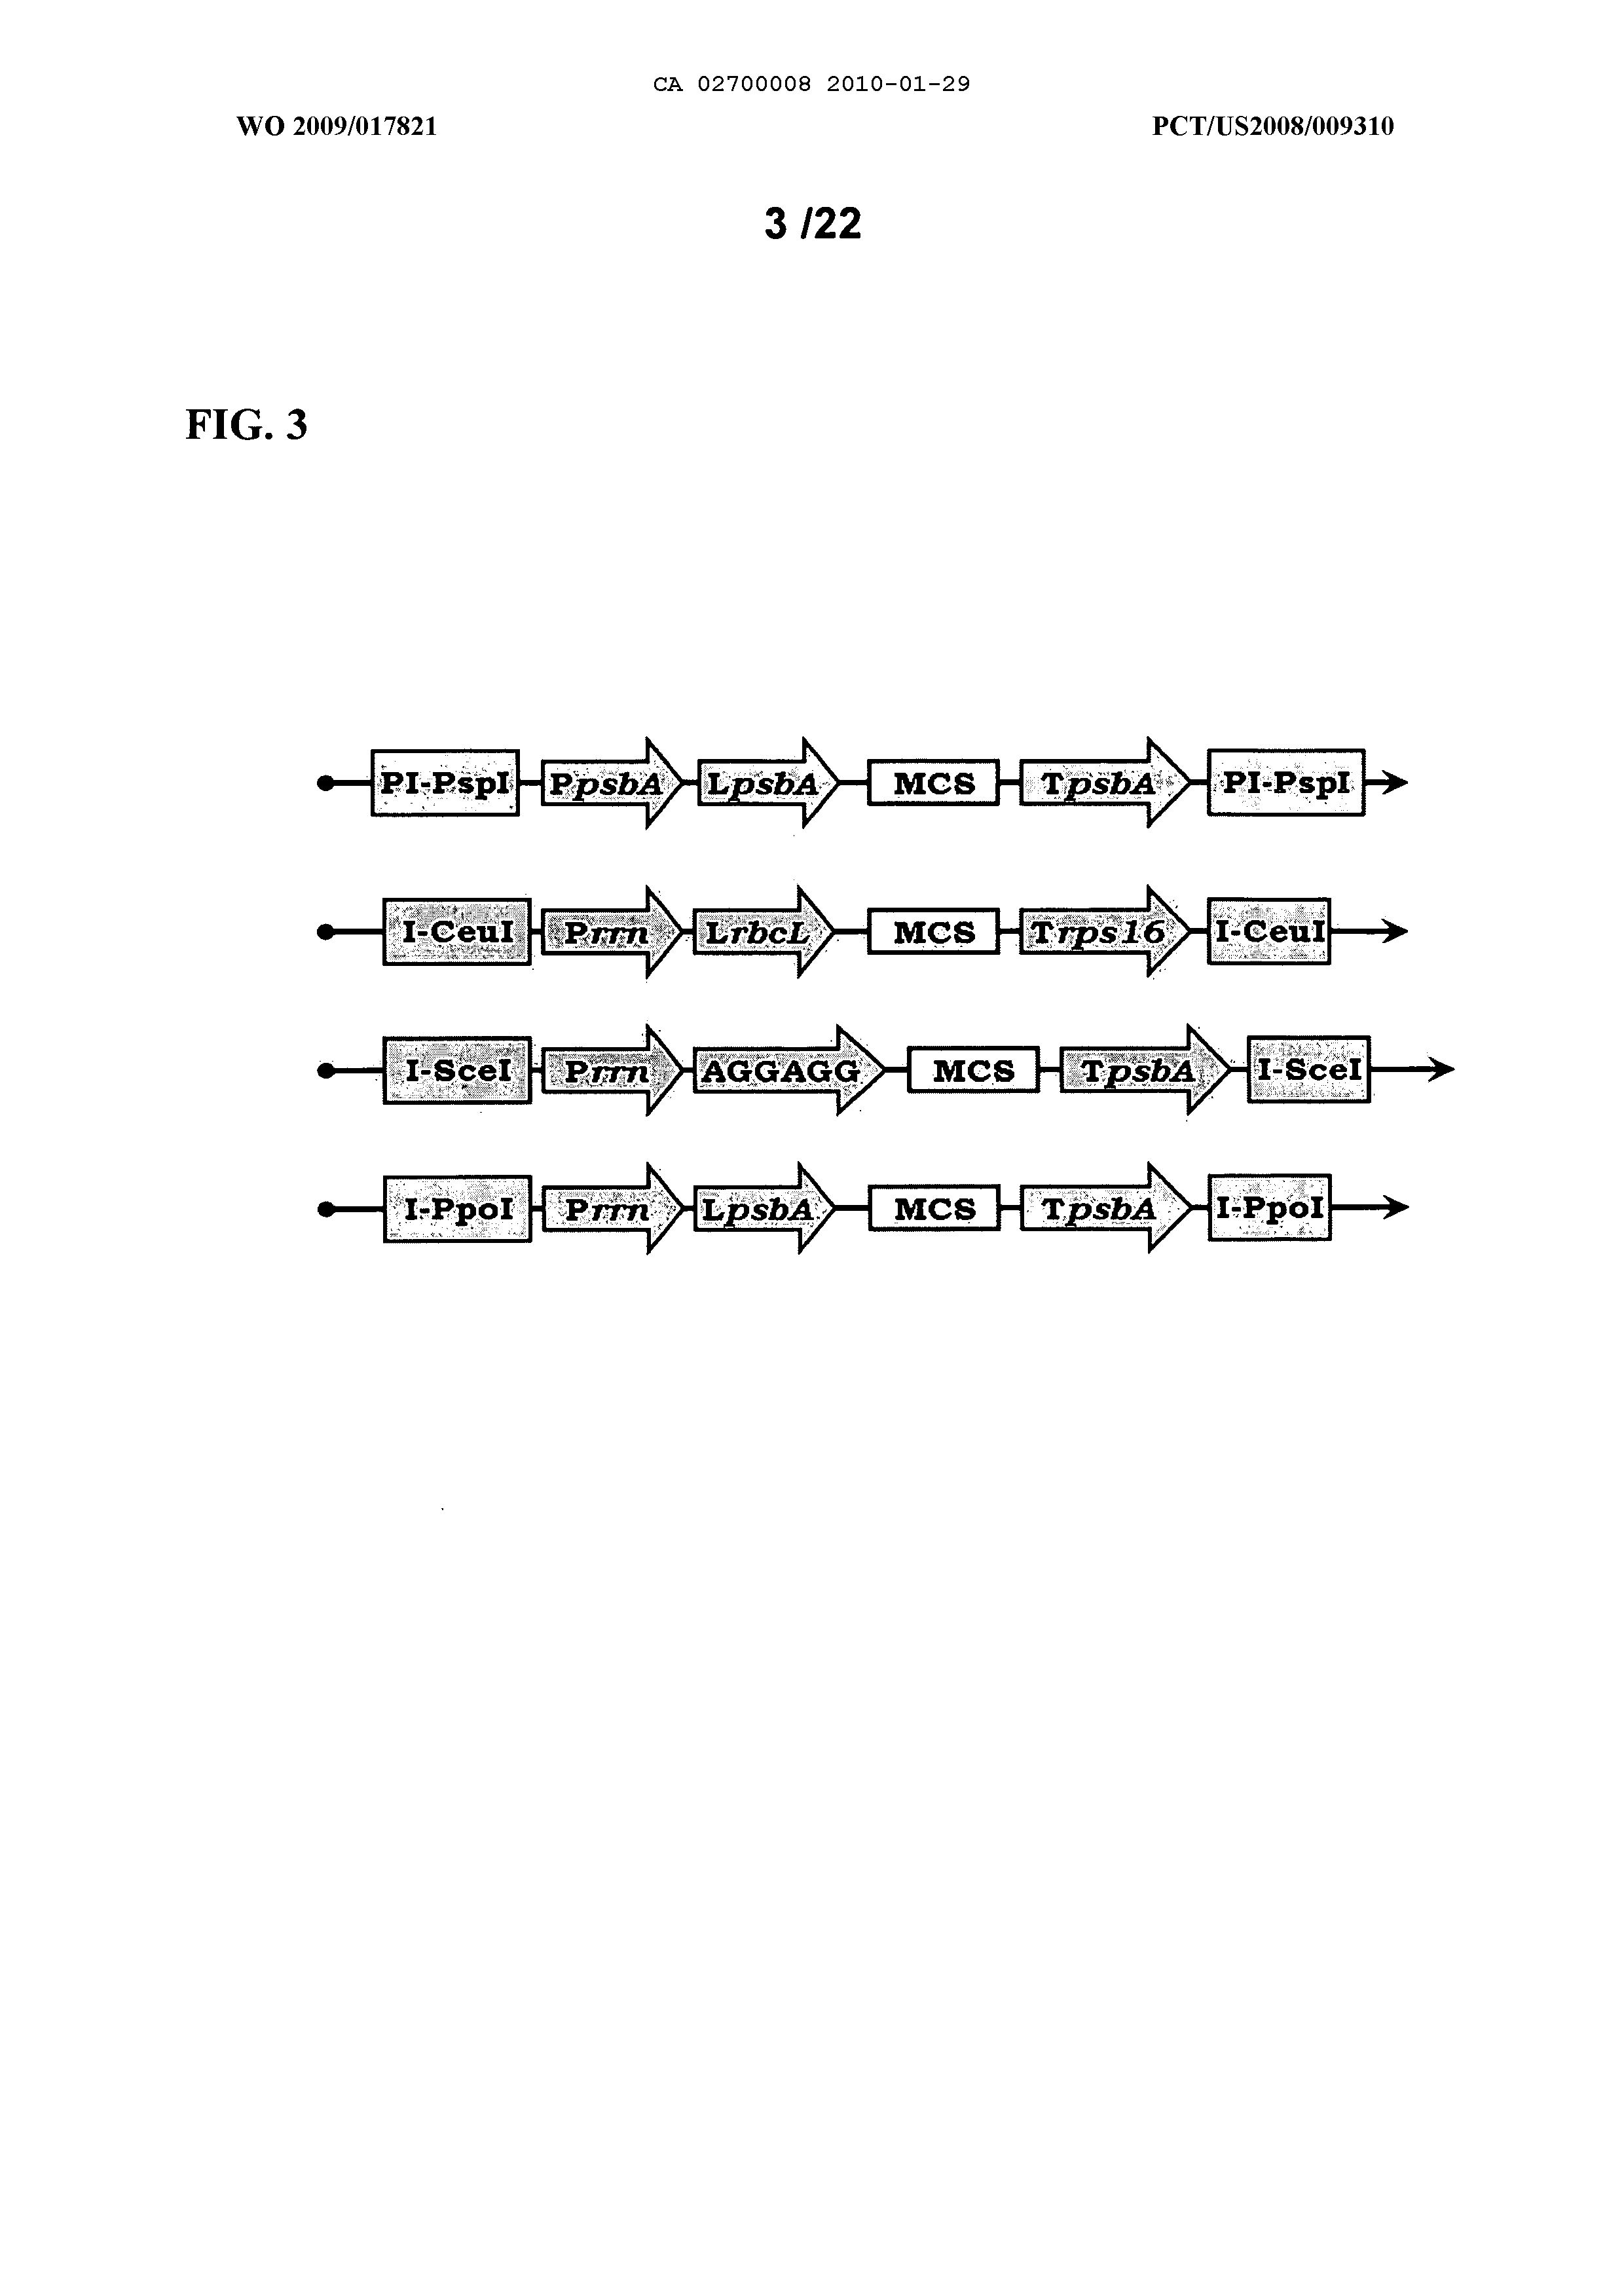 CA 02700008 2010-01-29
WO 2009/017821 PCT/US2008/009310
3 /22
FIG. 3
PI-PspI PpsbA LpsbA MCS TpsbA PI-PspI
I-CeuI Prrn LrbcL MCS Trps16 I-CeuI
I-SceI Prrn AGGAGG MCS TpsbA I-SceI
I-PpoI Prrn LpsbA MCS TpsbA I-PpoI